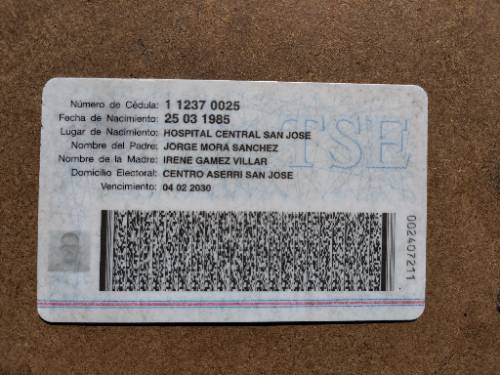 Número de Cédula: 1 1237 0025
Fecha de Nacimiento: 25 03 1985
Lugar de Nacimiento: HOSPITAL CENTRAL SAN JOSE
Nombre del Padre: JORGE MORA SANCHEZ
Nombre de la Madre: IRENE GAMEZ VILLAR
Domicilio Electoral: CENTRO ASERRI SAN JOSE
Vencimiento: 04 02 2030
TSE
002407211